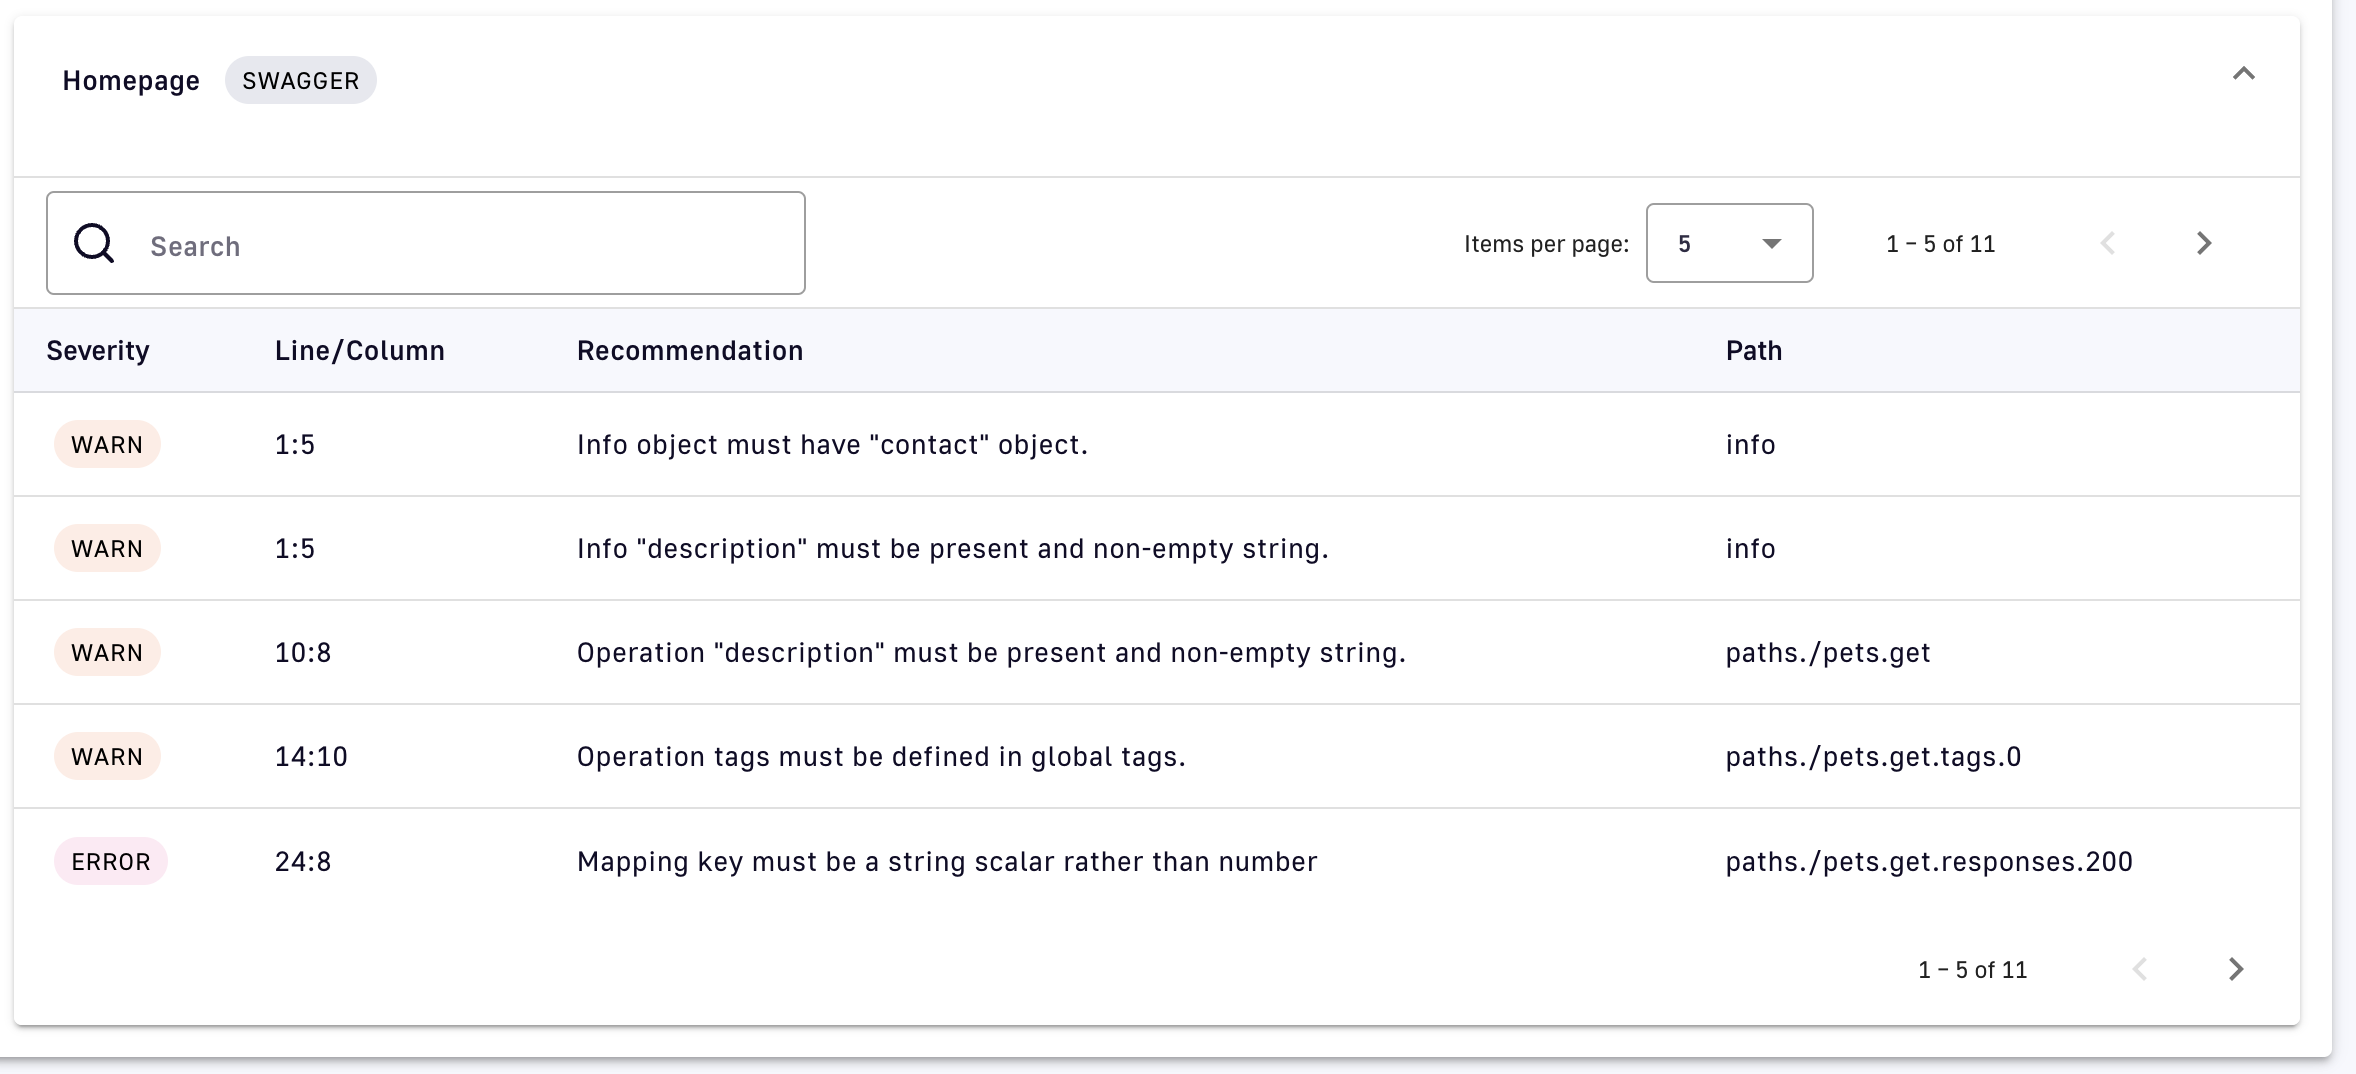 Homepage SWAGGER
Search Items per page: 5 1 – 5 of 11
Severity Line/Column Recommendation Path
WARN 1:5 Info object must have "contact" object. info
WARN 1:5 Info "description" must be present and non-empty string. info
WARN 10:8 Operation "description" must be present and non-empty string. paths./pets.get
WARN 14:10 Operation tags must be defined in global tags. paths./pets.get.tags.0
ERROR 24:8 Mapping key must be a string scalar rather than number paths./pets.get.responses.200
1 – 5 of 11